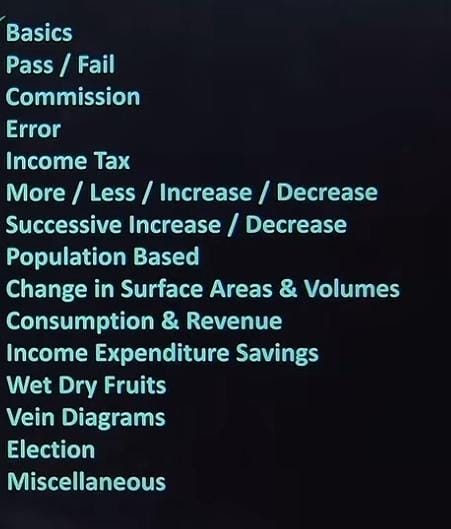 Basics
Pass / Fail
Commission
Error
Income Tax
More / Less / Increase / Decrease
Successive Increase / Decrease
Population Based
Change in Surface Areas & Volumes
Consumption & Revenue
Income Expenditure Savings
Wet Dry Fruits
Vein Diagrams
Election
Miscellaneous